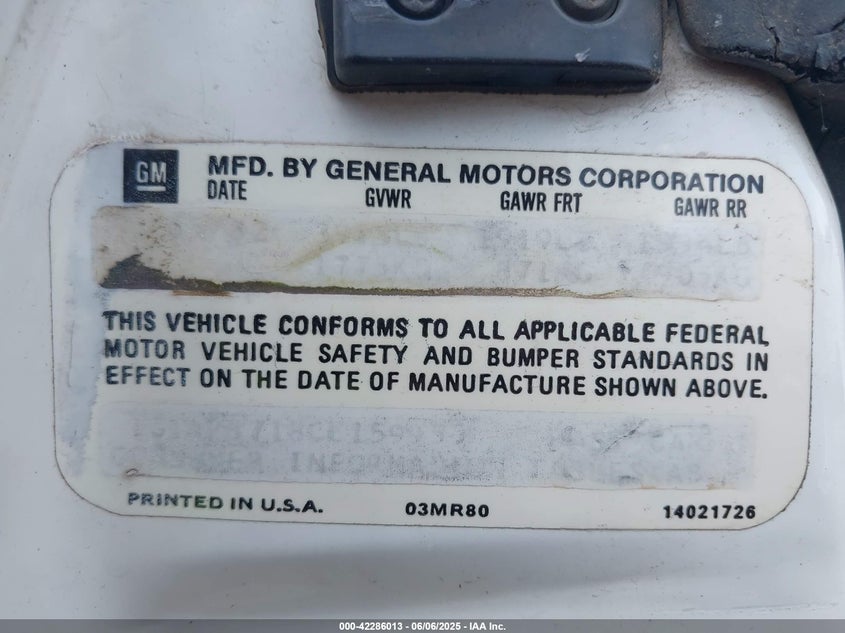 GM
MFD. BY GENERAL MOTORS CORPORATION
DATE GVWR GAWR FRT GAWR RR
THIS VEHICLE CONFORMS TO ALL APPLICABLE FEDERAL
MOTOR VEHICLE SAFETY AND BUMPER STANDARDS IN
EFFECT ON THE DATE OF MANUFACTURE SHOWN ABOVE.
PRINTED IN U.S.A. 03MR80 14021726
000-42286013 - 06/06/2025 - IAA Inc.